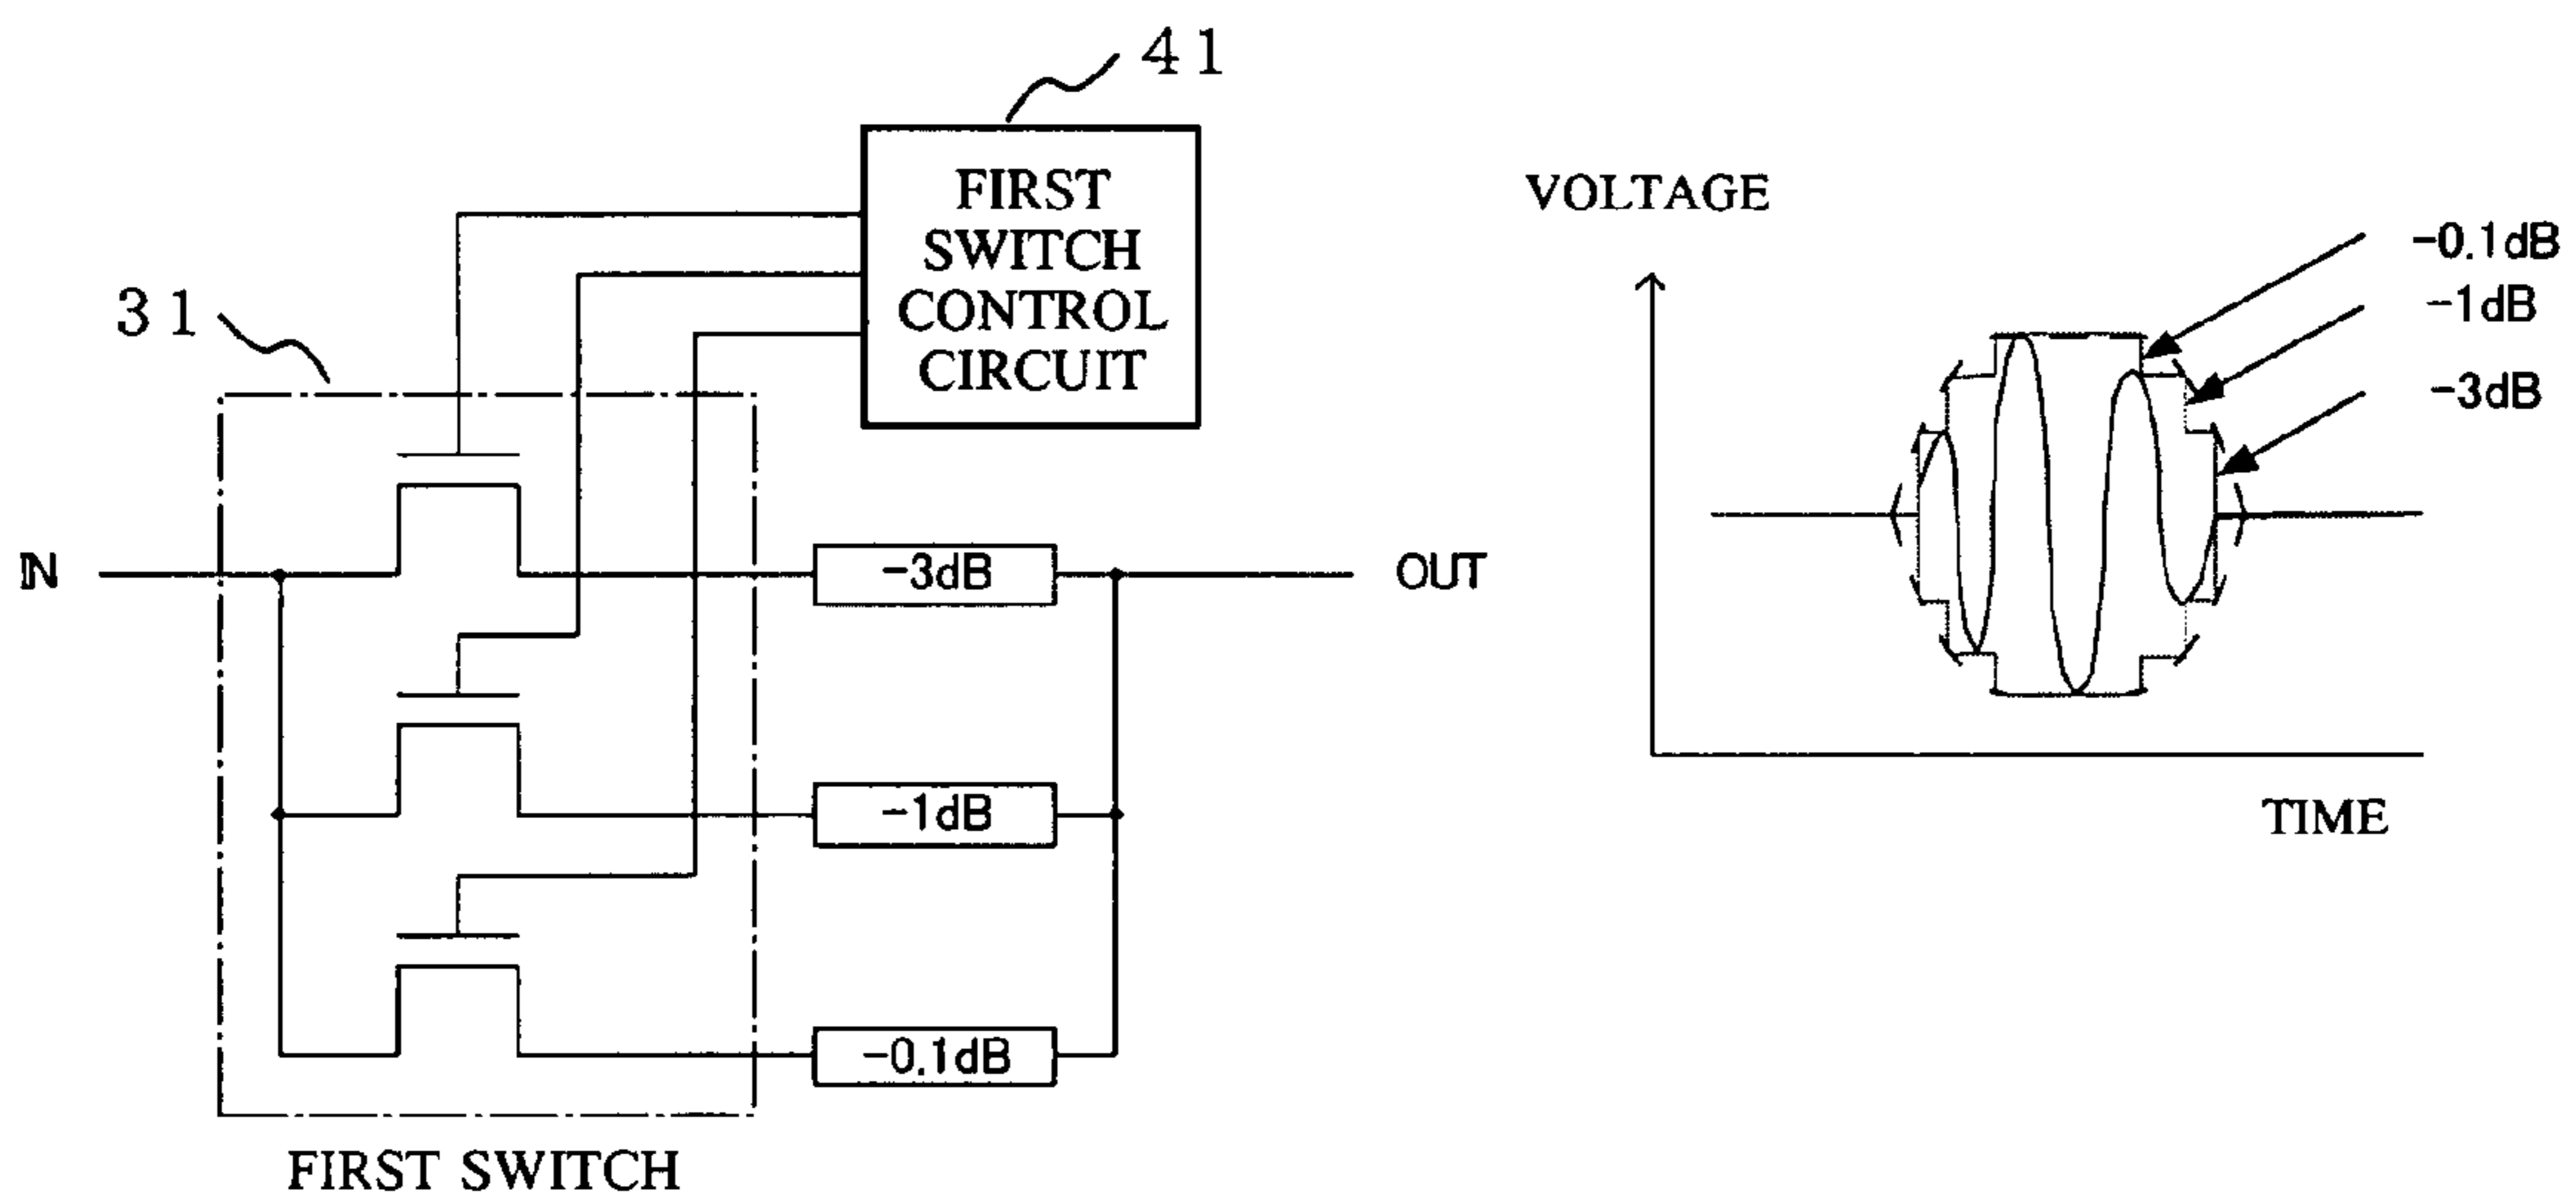 41
FIRST
SWITCH
CONTROL
CIRCUIT
31
IN
-3dB
OUT
-1dB
-0.1dB
FIRST SWITCH
VOLTAGE
-0.1dB
-1dB
-3dB
TIME